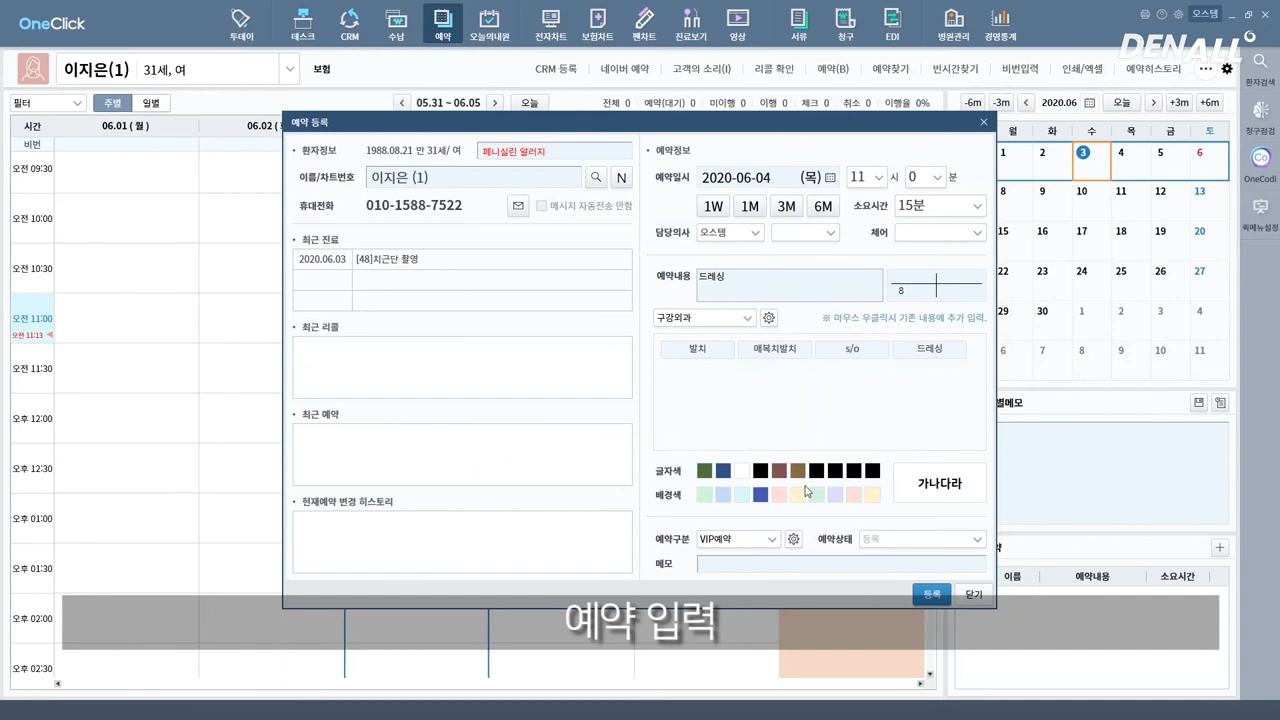 OneClick
투데이
데스크
CRM
수납
예약
오늘의내원
전자차트
보험차트
펜차트
진료보기
영상
서류
청구
EDI
병원관리
경영통계
오스템
DENALL
이지은(1) 31세, 여 보험
CRM 등록 네이버 예약 고객의 소리(I) 리콜 확인 예약(B) 예약찾기 빈시간찾기 비번입력 인쇄/엑셀 예약히스토리
환자검색
청구점검
OneCodi
퀵메뉴설정
필터 주별 일별 05.31 ~ 06.05 오늘 전체 0 예약(대기) 0 미이행 0 이행 0 체크 0 취소 0 이행율 0%
-6m -3m 2020.06 오늘 +3m +6m
시간 06.01 ( 월 ) 06.02 (
비번
오전 09:30
오전 10:00
오전 10:30
오전 11:00
오전 11:13
오전 11:30
오후 12:00
오후 12:30
오후 01:00
오후 01:30
오후 02:00
오후 02:30
예약 등록
환자정보 1988.08.21 만 31세/ 여 페니실린 알러지
이름/차트번호 이지은 (1) N
휴대전화 010-1588-7522 메시지 자동전송 안함
최근 진료
2020.06.03 [48]치근단 촬영
최근 리콜
최근 예약
현재예약 변경 히스토리
예약정보
예약일시 2020-06-04 (목) 11 시 0 분
1W 1M 3M 6M 소요시간 15분
담당의사 오스템 체어
예약내용 드레싱 8
구강외과 ※ 마우스 우클릭시 기존 내용에 추가 입력.
발치 매복치발치 s/o 드레싱
글자색
배경색
가나다라
예약구분 VIP예약 예약상태 등록
메모
등록 닫기
월 화 수 목 금 토
1 2 3 4 5 6
8 9 10 11 12 13
15 16 17 18 19 20
22 23 24 25 26 27
29 30 1 2 3 4
6 7 8 9 10 11
별메모
약
이름 예약내용 소요시간
예약 입력